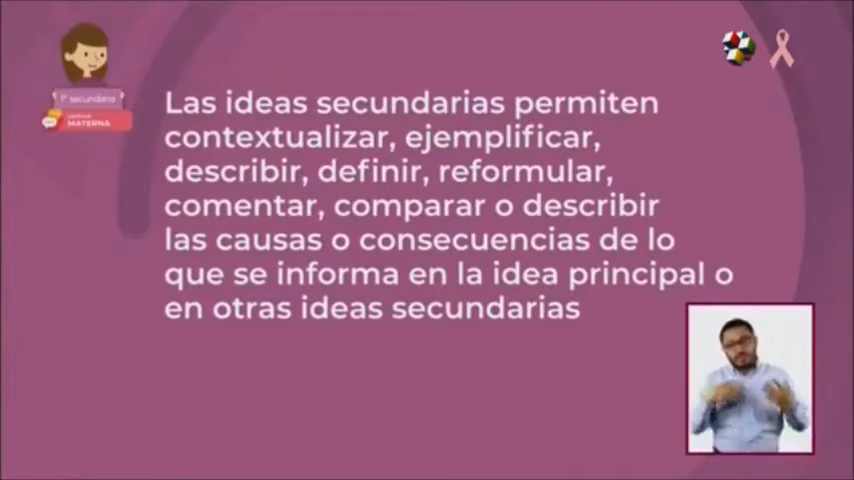 1° secundaria
LENGUA
MATERNA
Las ideas secundarias permiten
contextualizar, ejemplificar,
describir, definir, reformular,
comentar, comparar o describir
las causas o consecuencias de lo
que se informa en la idea principal o
en otras ideas secundarias